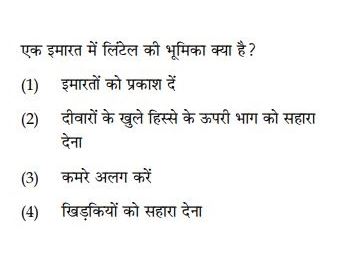 एक इमारत में लिंटेल की भूमिका क्या है?
(1) इमारतों को प्रकाश दें
(2) दीवारों के खुले हिस्से के ऊपरी भाग को सहारा
देना
(3) कमरे अलग करें
(4) खिड़कियों को सहारा देना